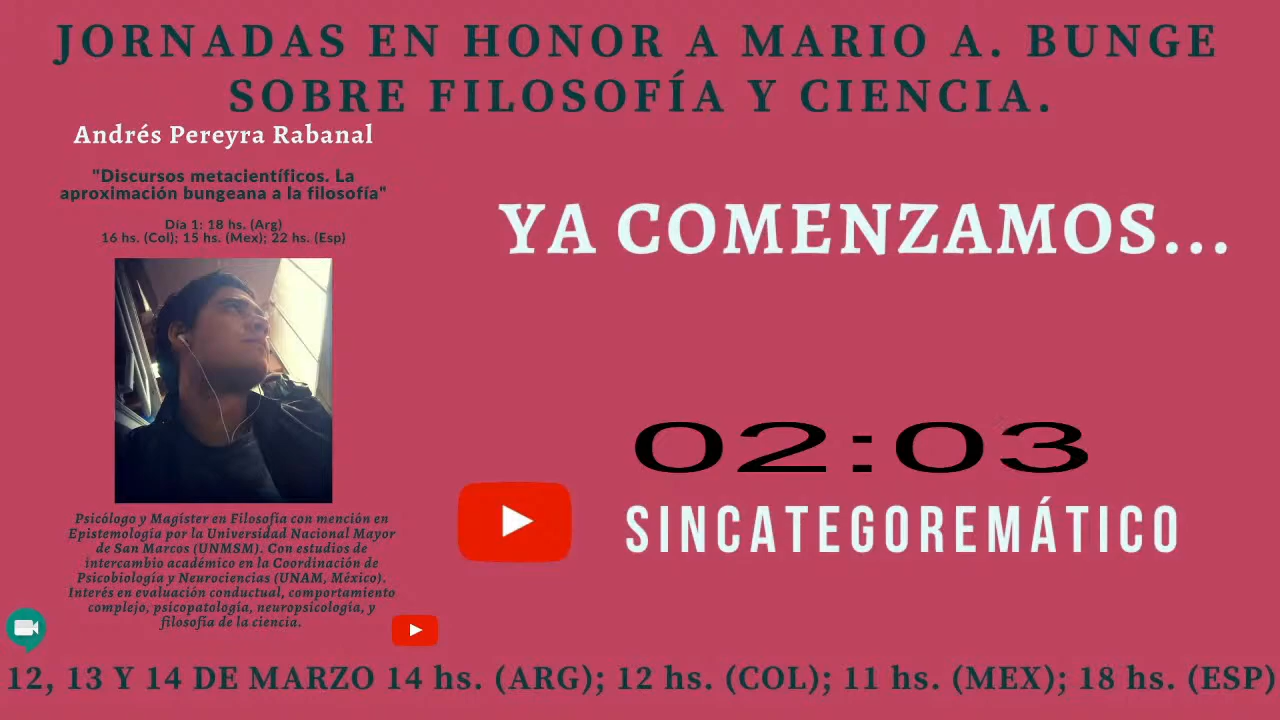 JORNADAS EN HONOR A MARIO A. BUNGE
SOBRE FILOSOFÍA Y CIENCIA.
Andrés Pereyra Rabanal
"Discursos metacientíficos. La
aproximación bungeana a la filosofía"
Día 1: 18 hs. (Arg)
16 hs. (Col); 15 hs. (Mex); 22 hs. (Esp)
YA COMENZAMOS...
02:03
SINCATEGOREMÁTICO
Psicólogo y Magíster en Filosofía con mención en
Epistemología por la Universidad Nacional Mayor
de San Marcos (UNMSM). Con estudios de
intercambio académico en la Coordinación de
Psicobiología y Neurociencias (UNAM, México).
Interés en evaluación conductual, comportamiento
complejo, psicopatología, neuropsicología, y
filosofía de la ciencia.
12, 13 Y 14 DE MARZO 14 hs. (ARG); 12 hs. (COL); 11 hs. (MEX); 18 hs. (ESP)